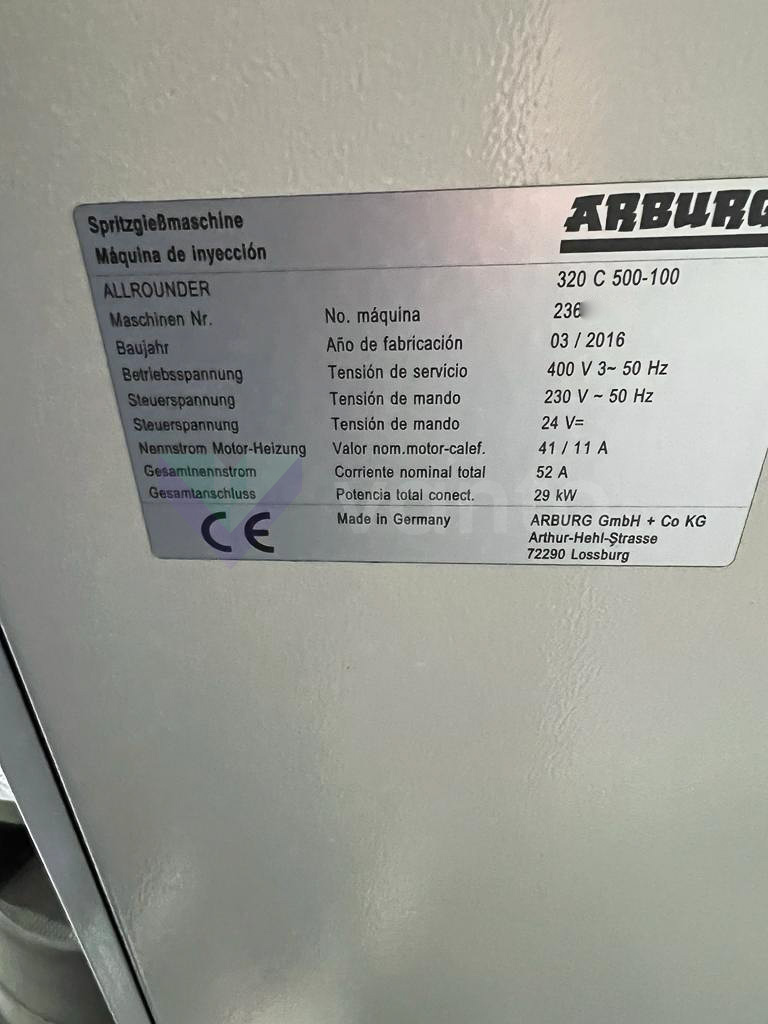 ARBURG
Spritzgießmaschine
Máquina de inyección
ALLROUNDER 320 C 500-100
Maschinen Nr. No. máquina 236
Baujahr Año de fabricación 03 / 2016
Betriebsspannung Tensión de servicio 400 V 3~ 50 Hz
Steuerspannung Tensión de mando 230 V ~ 50 Hz
Steuerspannung Tensión de mando 24 V=
Nennstrom Motor-Heizung Valor nom.motor-calef. 41 / 11 A
Gesamtnennstrom Corriente nominal total 52 A
Gesamtanschluss Potencia total conect. 29 kW
CE Made in Germany ARBURG GmbH + Co KG
Arthur-Hehl-Strasse
72290 Lossburg